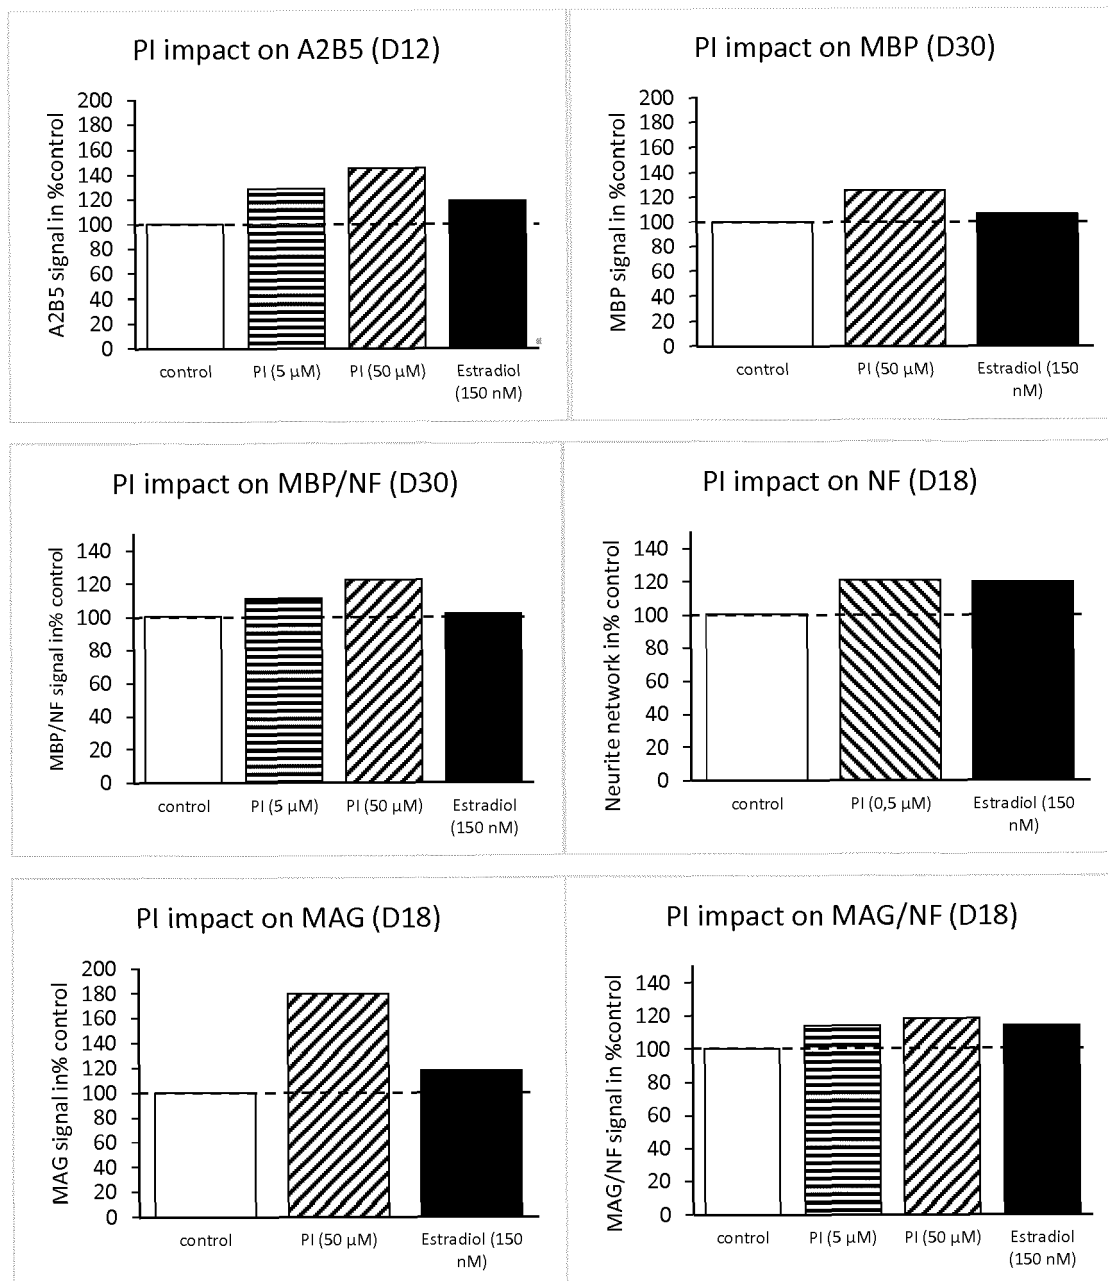 PI impact on A2B5 (D12)
A2B5 signal in %control
200
180
160
140
120
100
80
60
40
20
0
control
PI (5 µM)
PI (50 µM)
Estradiol
(150 nM)
PI impact on MBP (D30)
MBP signal in %control
200
180
160
140
120
100
80
60
40
20
0
control
PI (50 µM)
Estradiol (150
nM)
PI impact on MBP/NF (D30)
MBP/NF signal in% control
140
120
100
80
60
40
20
0
control
PI (5 µM)
PI (50 µM)
Estradiol
(150 nM)
PI impact on NF (D18)
Neurite network in% control
140
120
100
80
60
40
20
0
control
PI (0,5 µM)
Estradiol (150
nM)
PI impact on MAG (D18)
MAG signal in% control
200
180
160
140
120
100
80
60
40
20
0
control
PI (50 µM)
Estradiol (150
nM)
PI impact on MAG/NF (D18)
MAG/NF signal in %control
140
120
100
80
60
40
20
0
control
PI (5 µM)
PI (50 µM)
Estradiol
(150 nM)